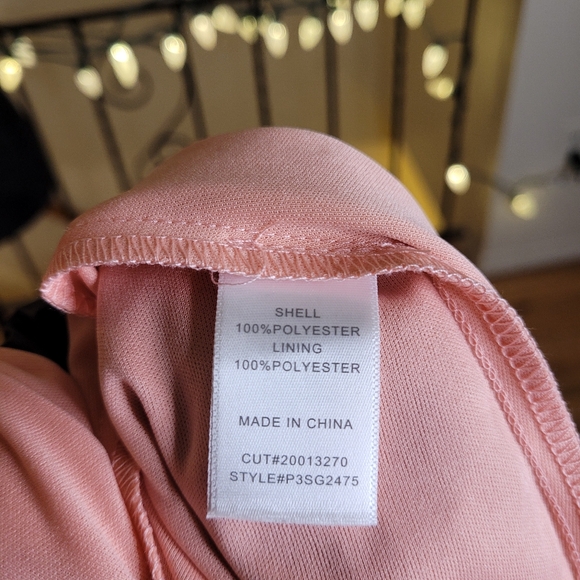 SHELL
100%POLYESTER
LINING
100%POLYESTER
MADE IN CHINA
CUT#20013270
STYLE#P3SG2475